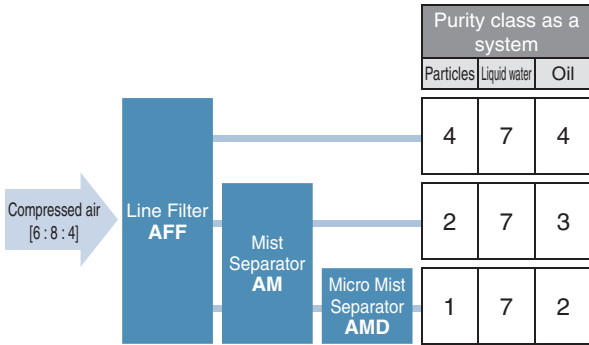 Purity class as a
system
Particles Liquid water Oil
4 7 4
Compressed air
[6 : 8 : 4]
Line Filter
AFF
2 7 3
Mist
Separator
AM
Micro Mist
Separator
AMD
1 7 2